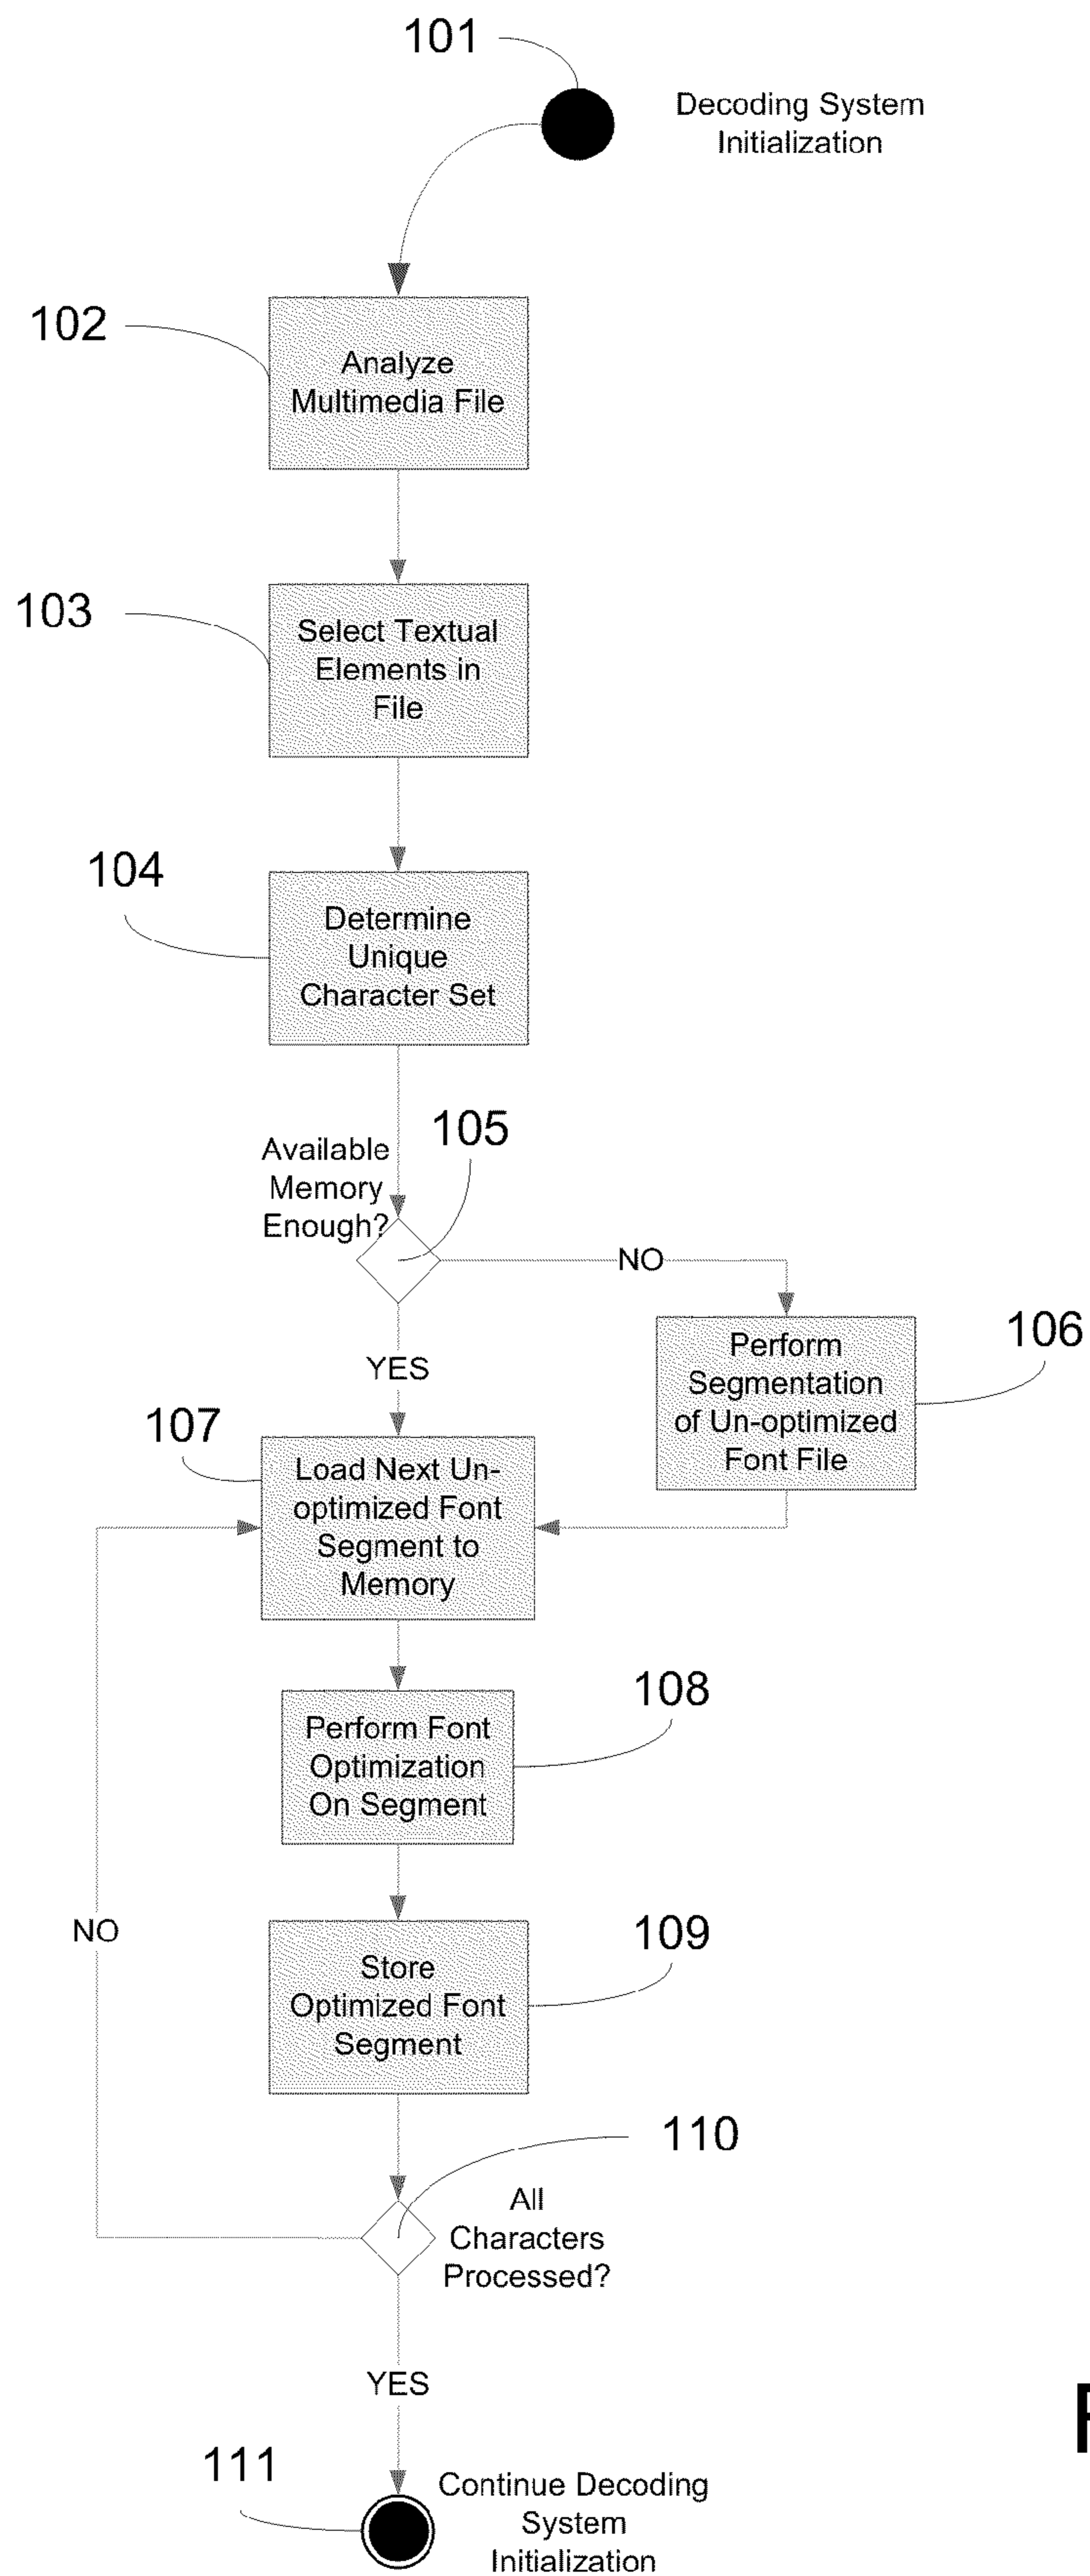 101
Decoding System
Initialization
102
Analyze
Multimedia File
103
Select Textual
Elements in
File
104
Determine
Unique
Character Set
105
Available
Memory
Enough?
NO
YES
106
Perform
Segmentation
of Un-optimized
Font File
107
Load Next Un-
optimized Font
Segment to
Memory
108
Perform Font
Optimization
On Segment
109
Store
Optimized Font
Segment
NO
110
All
Characters
Processed?
YES
111
Continue Decoding
System
Initialization